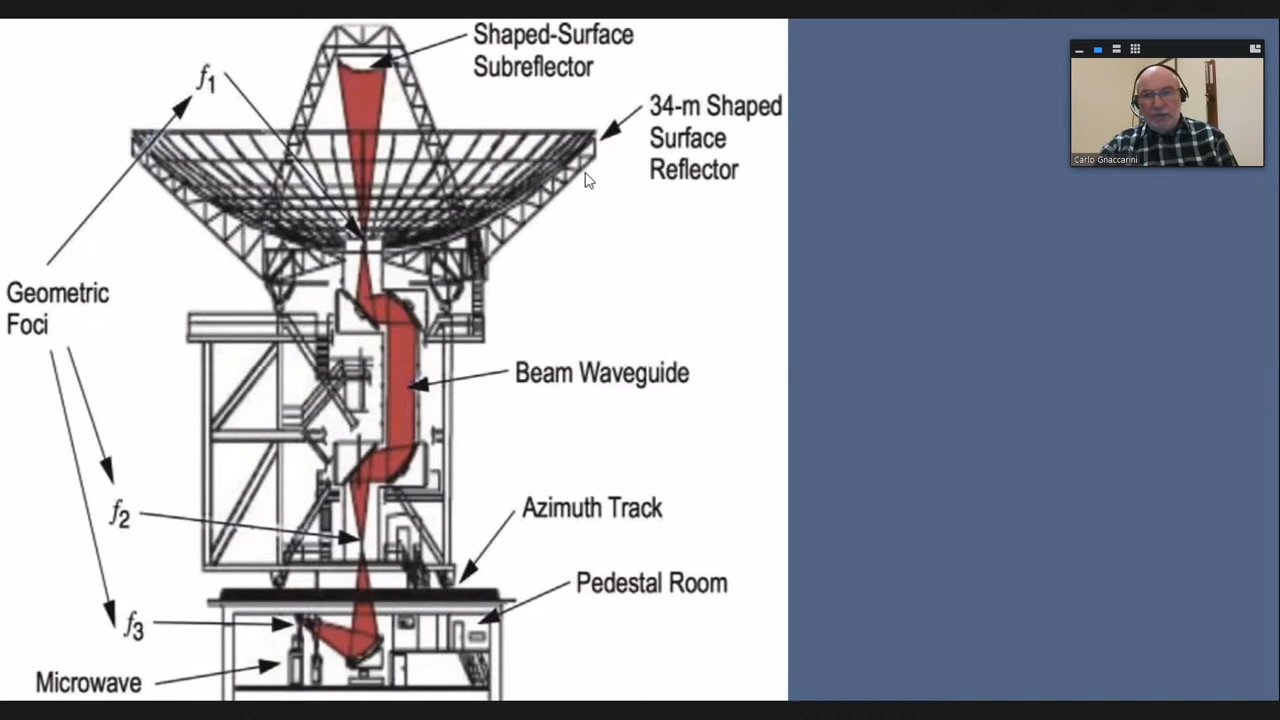 Shaped-Surface
Subreflector
f1
34-m Shaped
Surface
Reflector
Carlo Gnaccarini
Geometric
Foci
Beam Waveguide
f2
Azimuth Track
Pedestal Room
f3
Microwave